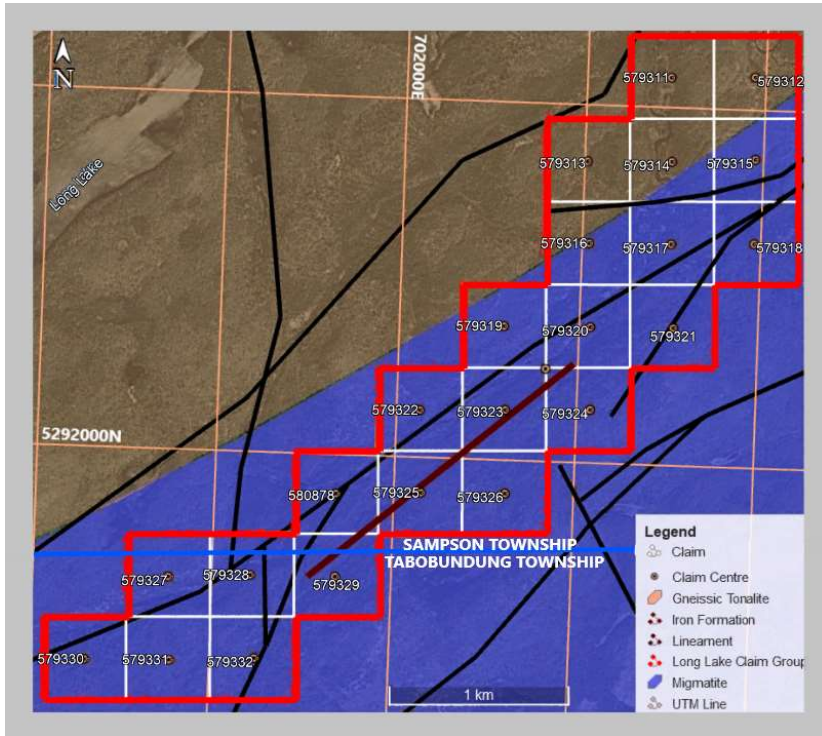 N
702000E
Long Lake
579311
579312
579313
579314
579315
579316
579317
579318
579319
579320
579321
579322
579323
579324
5292000N
580878
579325
579326
SAMPSON TOWNSHIP
TABOBUNDUNG TOWNSHIP
579327
579328
579329
579330
579331
579332
1 km
Legend
Claim
Claim Centre
Gneissic Tonalite
Iron Formation
Lineament
Long Lake Claim Group
Migmatite
UTM Line